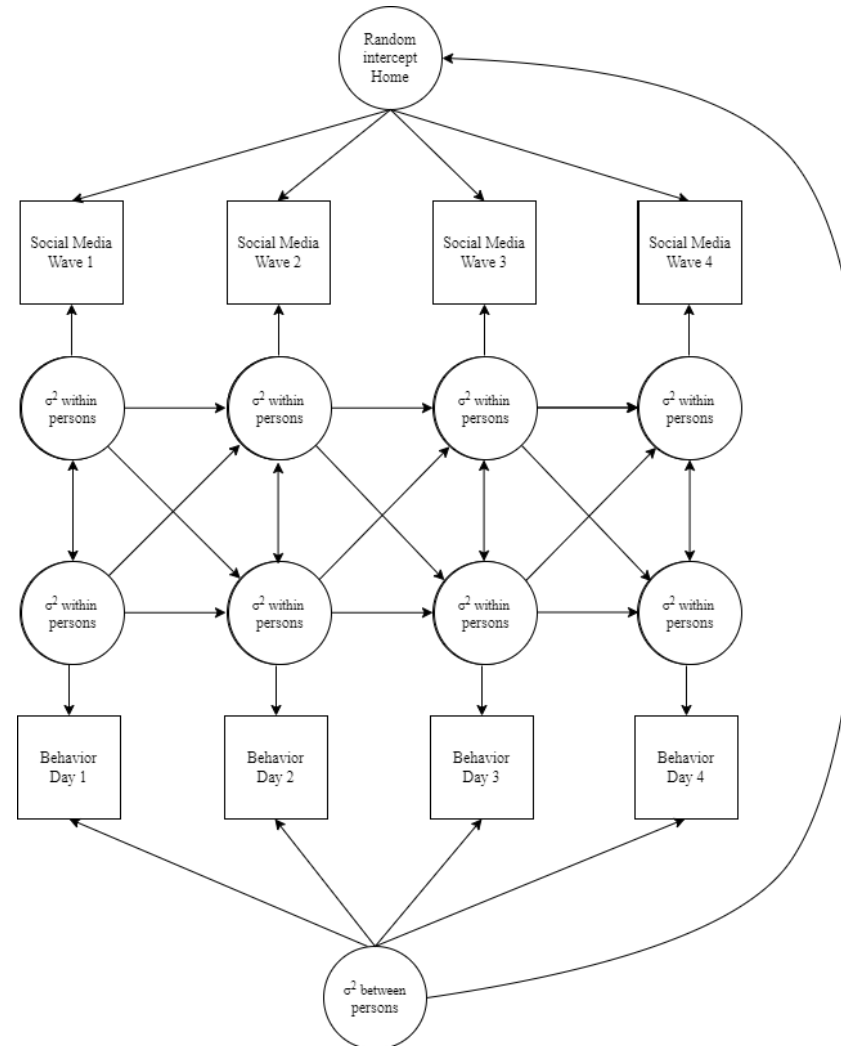 Random
intercept
Home
Social Media
Wave 1
Social Media
Wave 2
Social Media
Wave 3
Social Media
Wave 4
σ² within
persons
σ² within
persons
σ² within
persons
σ² within
persons
σ² within
persons
σ² within
persons
σ² within
persons
σ² within
persons
Behavior
Day 1
Behavior
Day 2
Behavior
Day 3
Behavior
Day 4
σ² between
persons